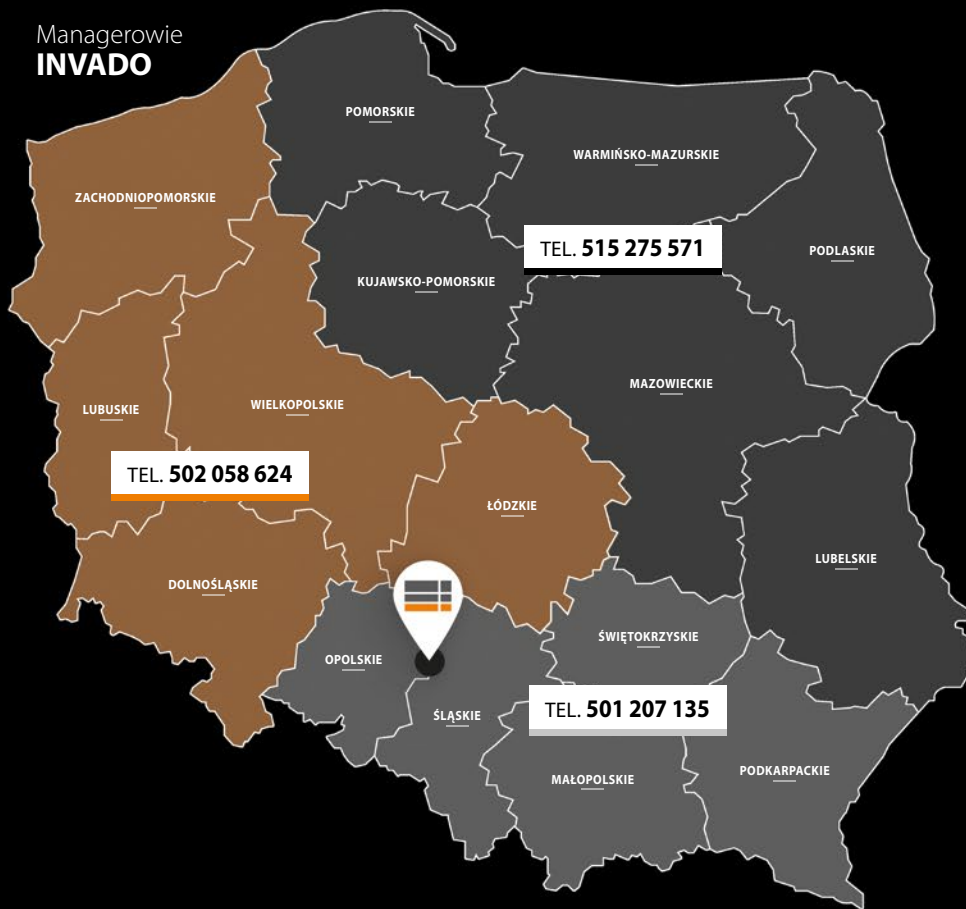 Managerowie
INVADO
POMORSKIE
WARMIŃSKO-MAZURSKIE
ZACHODNIOPOMORSKIE
TEL. 515 275 571
PODLASKIE
KUJAWSKO-POMORSKIE
MAZOWIECKIE
LUBUSKIE
WIELKOPOLSKIE
TEL. 502 058 624
ŁÓDZKIE
LUBELSKIE
DOLNOŚLĄSKIE
ŚWIĘTOKRZYSKIE
OPOLSKIE
TEL. 501 207 135
ŚLĄSKIE
PODKARPACKIE
MAŁOPOLSKIE